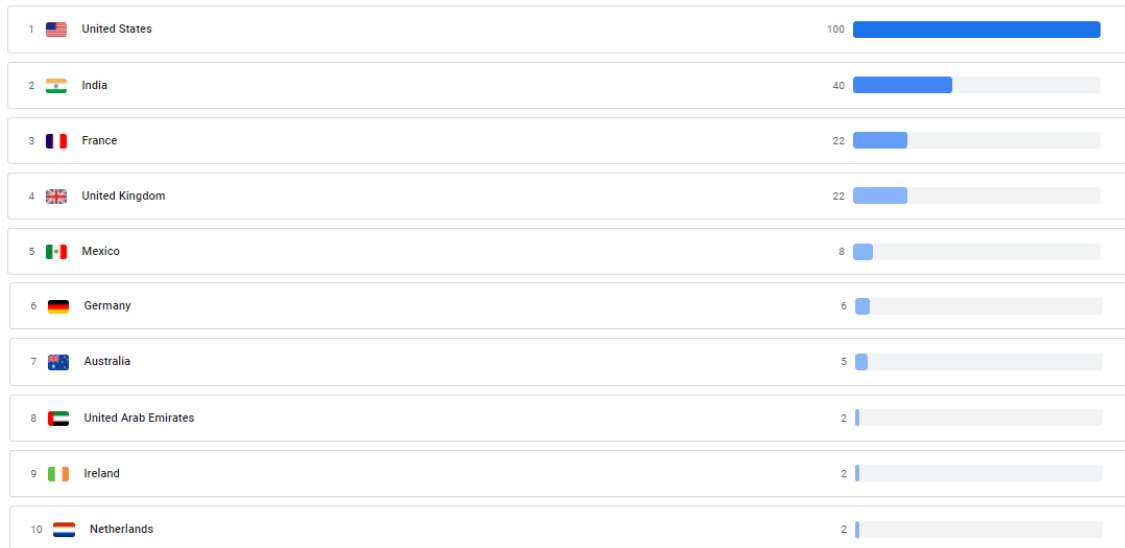 1 United States 100
2 India 40
3 France 22
4 United Kingdom 22
5 Mexico 8
6 Germany 6
7 Australia 5
8 United Arab Emirates 2
9 Ireland 2
10 Netherlands 2